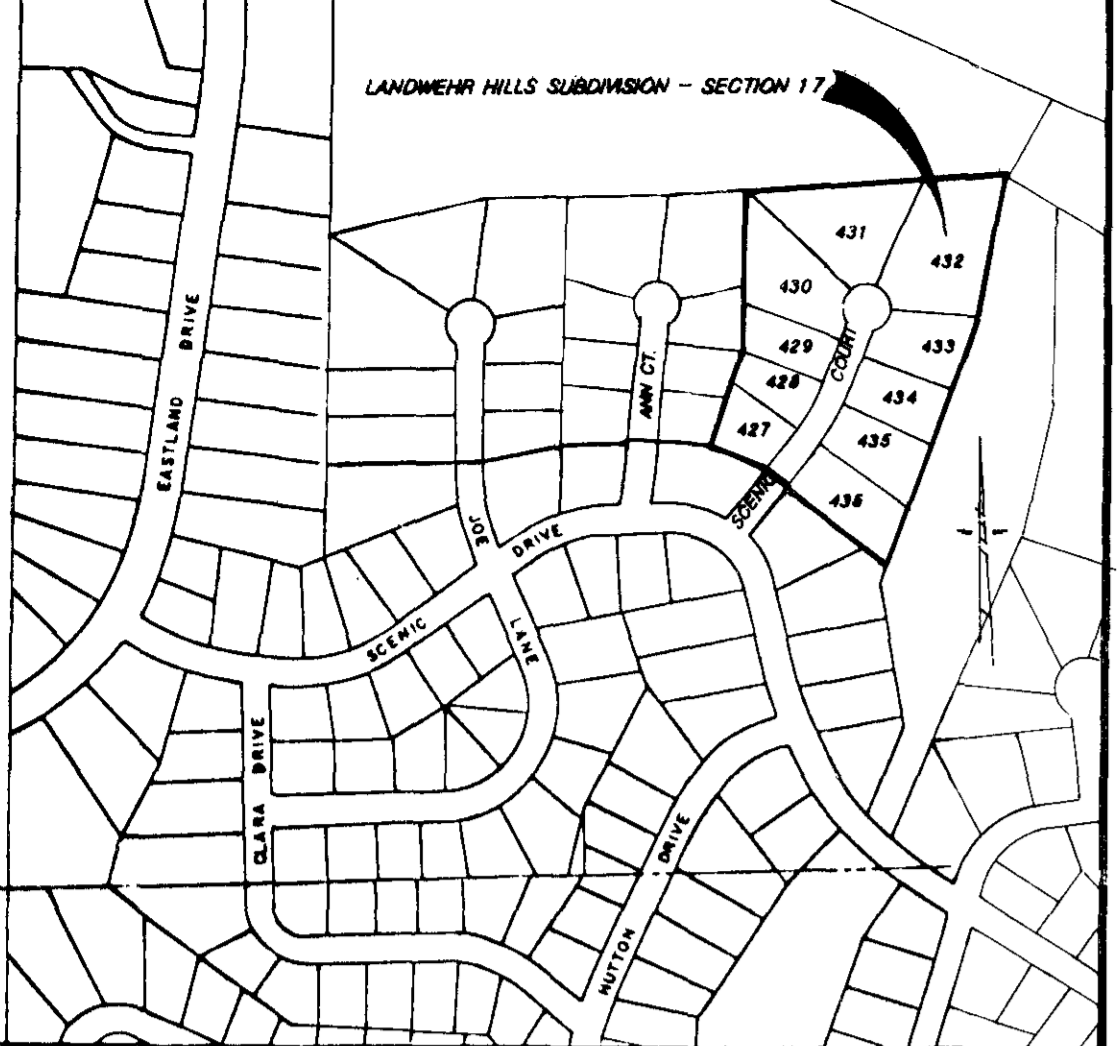 LANDWEHR HILLS SUBDIVISION - SECTION 17
431
432
430
429
433
428
434
427
435
436
COURT
SCENIC
EASTLAND DRIVE
ANN CT.
JOE LANE
SCENIC DRIVE
CLARA DRIVE
HUTTON DRIVE